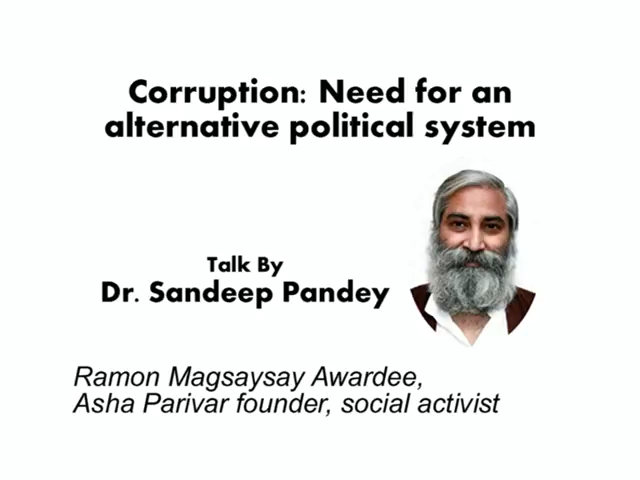 Corruption: Need for an
alternative political system
Talk By
Dr. Sandeep Pandey
Ramon Magsaysay Awardee,
Asha Parivar founder, social activist